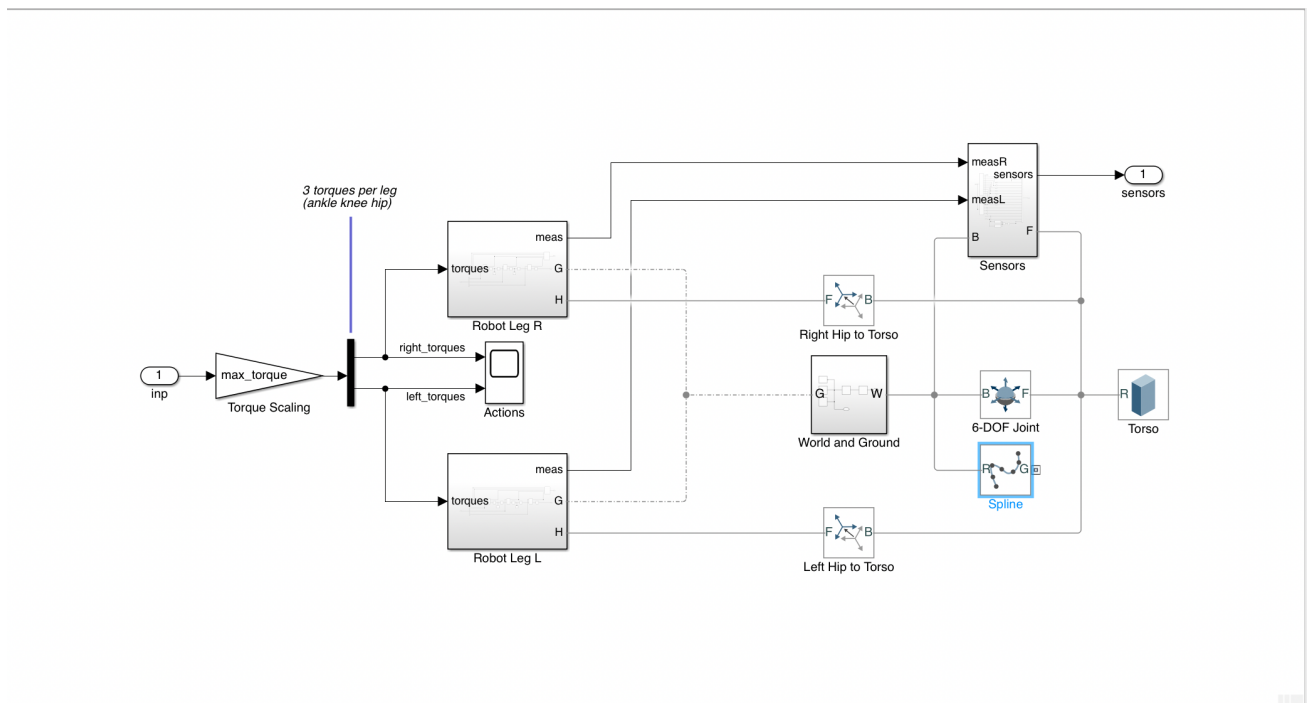 3 torques per leg
(ankle knee hip)
1
inp
max_torque
Torque Scaling
right_torques
left_torques
Actions
torques
meas
G
H
Robot Leg R
torques
meas
G
H
Robot Leg L
F
B
Right Hip to Torso
G
W
World and Ground
F
B
Left Hip to Torso
measR
sensors
measL
B
F
Sensors
1
sensors
B
F
6-DOF Joint
R
G
Spline
R
Torso